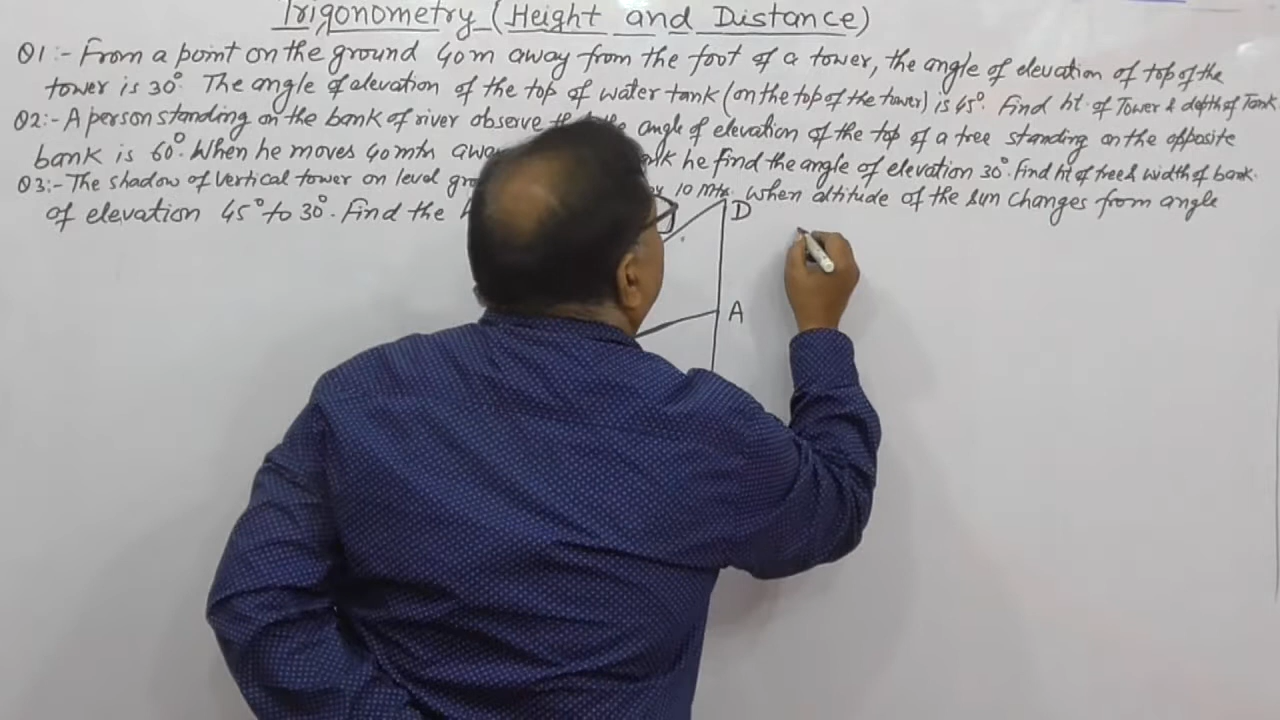 Trigonometry (Height and Distance)
Q1:- From a point on the ground 40m away from the foot of a tower, the angle of elevation of top of the
tower is 30°. The angle of elevation of the top of water tank (on the top of the tower) is 45°. Find ht. of Tower & depth of Tank
Q2:- A person standing on the bank of river observe the angle of elevation of the top of a tree standing on the opposite
bank is 60°. When he moves 40 mtr he find the angle of elevation 30°. Find ht of tree & width of bank.
Q3:- The shadow of vertical tower on level 10 mtr. when altitude of the sun changes from angle
of elevation 45° to 30°. Find the
D
A